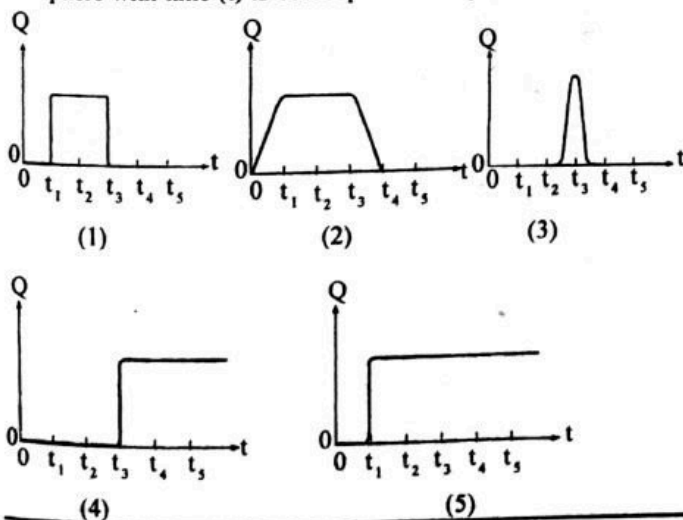 Q Q Q
0 0 0
t t t
0 t₁ t₂ t₃ t₄ t₅ 0 t₁ t₂ t₃ t₄ t₅ 0 t₁ t₂ t₃ t₄ t₅
(1) (2) (3)
Q Q
0 0
t t
0 t₁ t₂ t₃ t₄ t₅ 0 t₁ t₂ t₃ t₄ t₅
(4) (5)